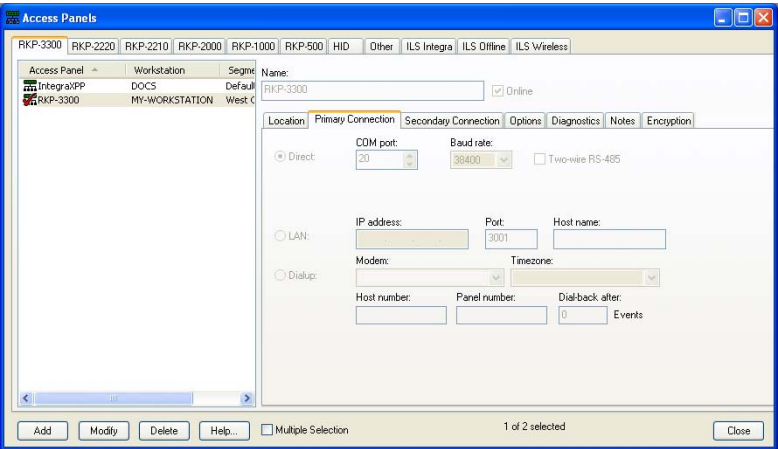 Access Panels
RKP-3300 RKP-2220 RKP-2210 RKP-2000 RKP-1000 RKP-500 HID Other ILS Integra ILS Offline ILS Wireless
Access Panel Workstation Segme
IntegraXPP DOCS Default
RKP-3300 MY-WORKSTATION West C
Name:
RKP-3300 Online
Location Primary Connection Secondary Connection Options Diagnostics Notes Encryption
COM port: Baud rate:
Direct: 20 38400 Two-wire RS-485
IP address: Port: Host name:
LAN: . . . 3001
Modem: Timezone:
Dialup:
Host number: Panel number: Dial-back after:
0 Events
Add Modify Delete Help... Multiple Selection 1 of 2 selected Close